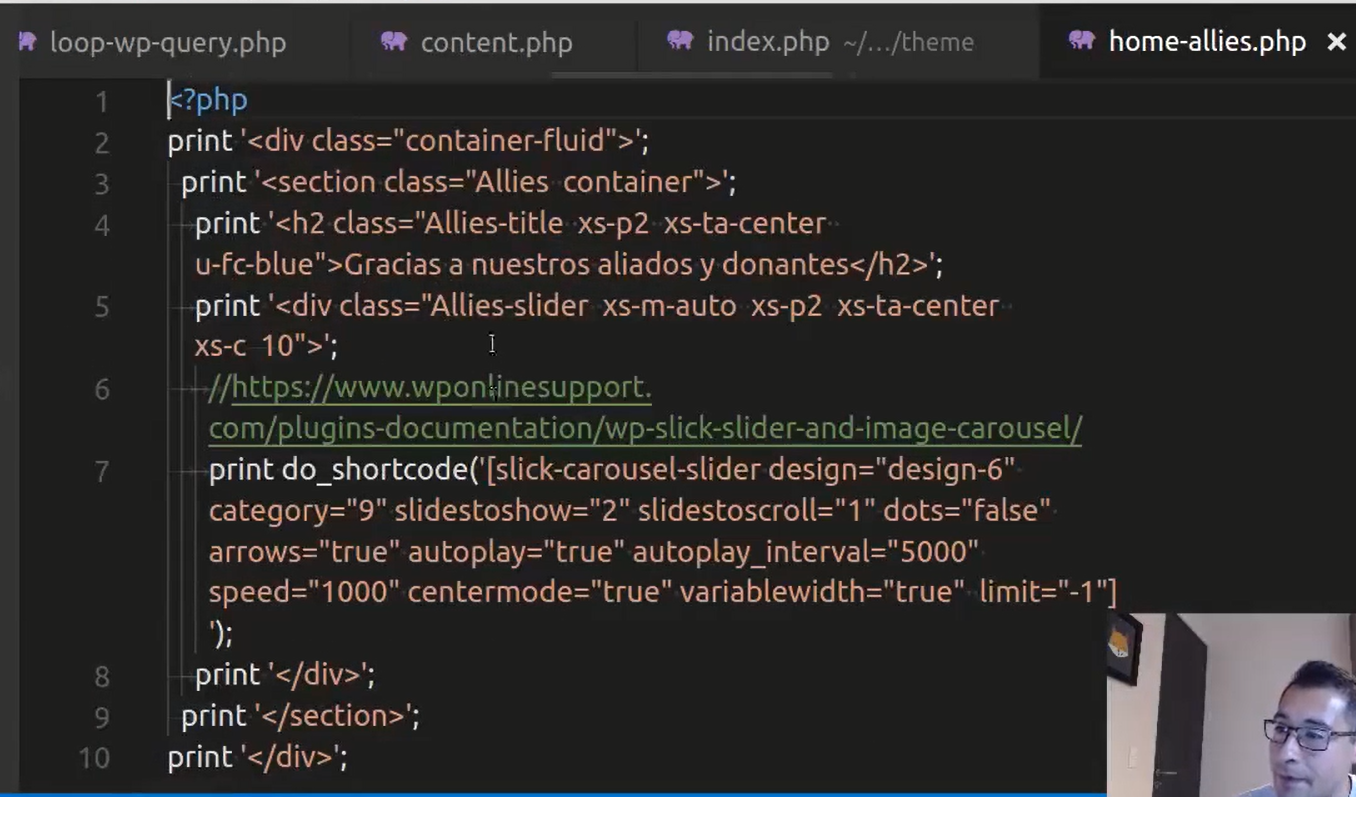 loop-wp-query.php content.php index.php ~/.../theme home-allies.php ×
1 <?php
2 print '<div class="container-fluid">';
3 print '<section class="Allies container">';
4 print '<h2 class="Allies-title xs-p2 xs-ta-center
u-fc-blue">Gracias a nuestros aliados y donantes</h2>';
5 print '<div class="Allies-slider xs-m-auto xs-p2 xs-ta-center
xs-c 10">';
6 //https://www.wponlinesupport.
com/plugins-documentation/wp-slick-slider-and-image-carousel/
7 print do_shortcode('[slick-carousel-slider design="design-6"
category="9" slidestoshow="2" slidestoscroll="1" dots="false"
arrows="true" autoplay="true" autoplay_interval="5000"
speed="1000" centermode="true" variablewidth="true" limit="-1"]
');
8 print '</div>';
9 print '</section>';
10 print '</div>';